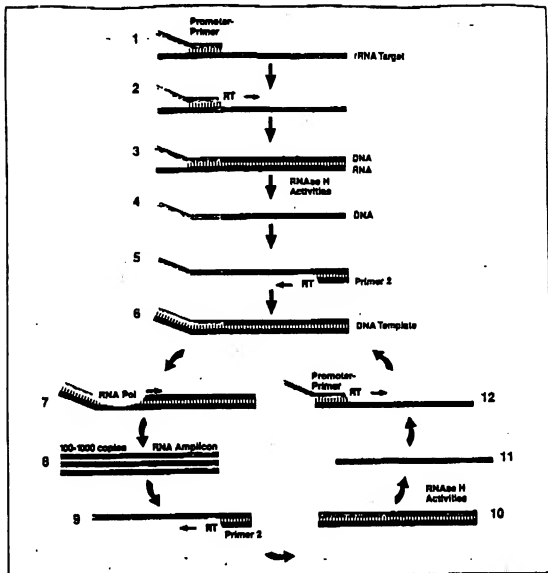 Promoter-
Primer
1
rRNA Target
2
RT
3
DNA
RNA
RNAse H
Activities
4
DNA
5
RT
Primer 2
6
DNA Template
7
RNA Pol
Promoter-
Primer
RT
12
100-1000 copies
RNA Amplicon
8
11
9
RT
Primer 2
RNAse H
Activities
10